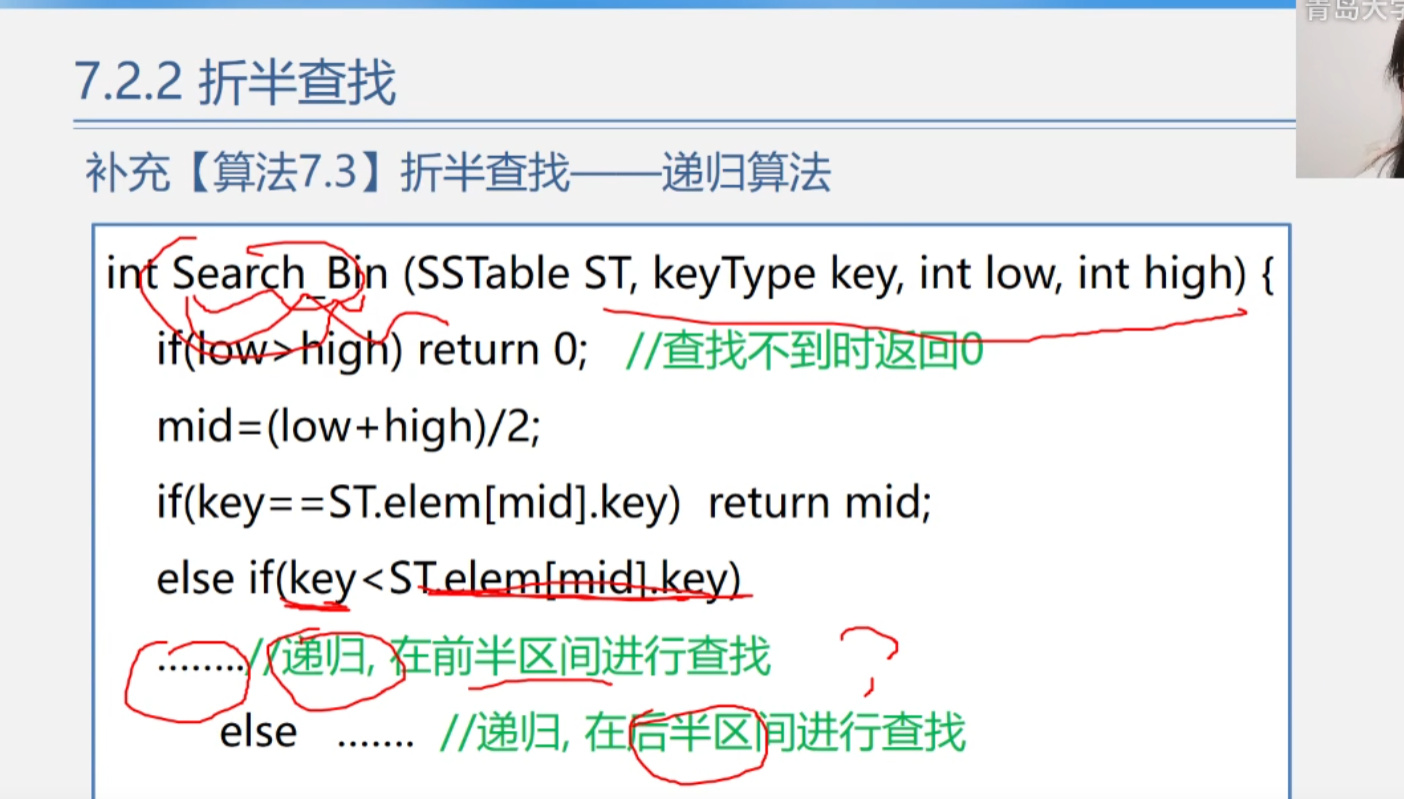 青岛大学
7.2.2 折半查找
补充【算法7.3】折半查找——递归算法
int Search_Bin (SSTable ST, keyType key, int low, int high) {
if(low>high) return 0; //查找不到时返回0
mid=(low+high)/2;
if(key==ST.elem[mid].key) return mid;
else if(key<ST.elem[mid].key)
........//递归, 在前半区间进行查找
?
else ....... //递归, 在后半区间进行查找